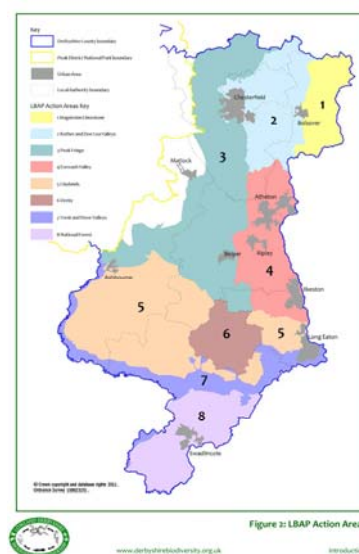 Key
Derbyshire County boundary
Peak District National Park boundary
Urban Area
Local Authority boundary
LBAP Action Areas Key
1 Magnesian Limestone
2 Rother and Doe Lea Valleys
3 Peak Fringe
4 Erewash Valley
5 Claylands
6 Derby
7 Trent and Dove Valleys
8 National Forest
Chesterfield
1
2
Bolsover
3
Matlock
Alfreton
Belper
Ripley
4
Ashbourne
Ilkeston
5
6
5
Long Eaton
7
8
Swadlincote
© Crown copyright and database rights 2011.
Ordnance Survey
Figure 2: LBAP Action Area
www.derbyshirebiodiversity.org.uk
Introducti